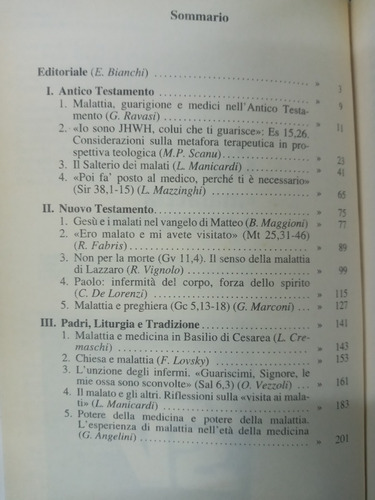 Sommario
Editoriale (E. Bianchi) » 3
I. Antico Testamento » 9
1. Malattia, guarigione e medici nell'Antico Testa-
mento (G. Ravasi) » 11
2. «Io sono JHWH, colui che ti guarisce»: Es 15,26.
Considerazioni sulla metafora terapeutica in pro-
spettiva teologica (M.P. Scanu) » 23
3. Il Salterio dei malati (L. Manicardi) » 41
4. «Poi fa' posto al medico, perché ti è necessario»
(Sir 38,1-15) (L. Mazzinghi) » 65
II. Nuovo Testamento » 75
1. Gesù e i malati nel vangelo di Matteo (B. Maggioni) » 77
2. «Ero malato e mi avete visitato» (Mt 25,31-46)
(R. Fabris) » 89
3. Non per la morte (Gv 11,4). Il senso della malattia
di Lazzaro (R. Vignolo) » 99
4. Paolo: infermità del corpo, forza dello spirito
(C. De Lorenzi) » 115
5. Malattia e preghiera (Gc 5,13-18) (G. Marconi) » 127
III. Padri, Liturgia e Tradizione » 141
1. Malattia e medicina in Basilio di Cesarea (L. Cre-
maschi) » 143
2. Chiesa e malattia (F. Lovsky) » 153
3. L'unzione degli infermi. «Guariscimi, Signore, le
mie ossa sono sconvolte» (Sal 6,3) (O. Vezzoli) » 161
4. Il malato e gli altri. Riflessioni sulla «visita ai mala-
ti» (L. Manicardi) » 183
5. Potere della medicina e potere della malattia.
L'esperienza di malattia nell'età della medicina
(G. Angelini) » 201